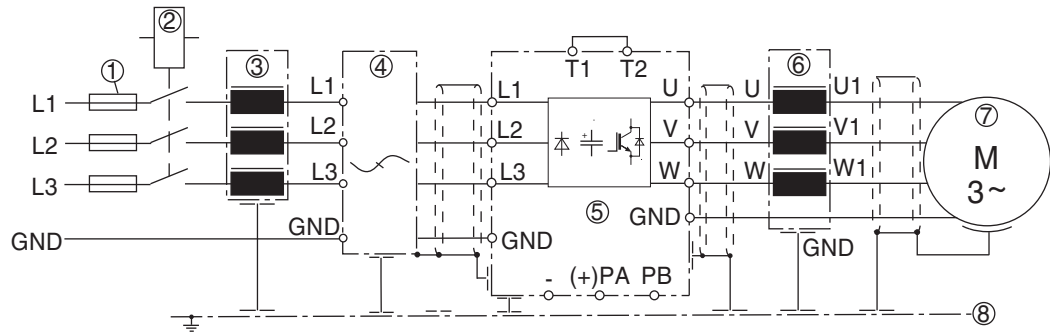 ②
① ③ ④ T1 T2 ⑥
L1 L1 L1 U U U1 ⑦
L2 L2 L2 V V V1 M
L3 L3 L3 W W W1 3~
⑤
GND GND GND GND GND
- (+)PA PB
⑧